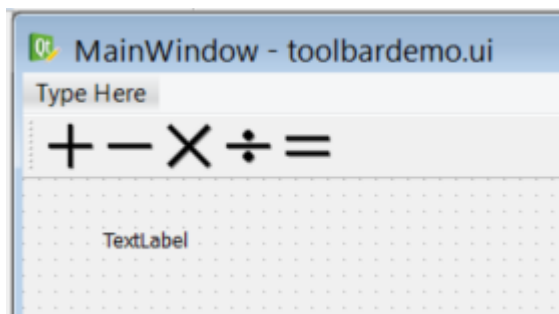 MainWindow - toolbardemo.ui
Type Here
+ − × ÷ =
TextLabel